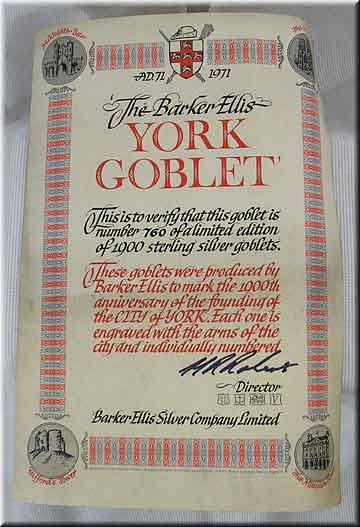 A.D.71 1971
'The Barker Ellis
YORK
GOBLET'
This is to verify that this goblet is
number 760 of a limited edition
of 1900 sterling silver goblets.
These goblets were produced by
Barker Ellis to mark the 1900th
anniversary of the founding of
the CITY of YORK. Each one is
engraved with the arms of the
city and individually numbered.
Director
Barker Ellis Silver Company Limited
Clifford's Tower